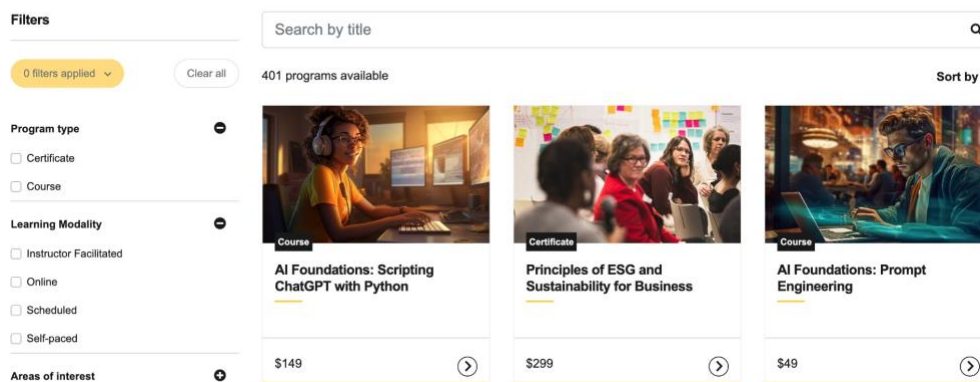 Filters
0 filters applied
Clear all
Program type
Certificate
Course
Learning Modality
Instructor Facilitated
Online
Scheduled
Self-paced
Areas of interest
Search by title
401 programs available
Sort by
Course
AI Foundations: Scripting
ChatGPT with Python
$149
Certificate
Principles of ESG and
Sustainability for Business
$299
Course
AI Foundations: Prompt
Engineering
$49